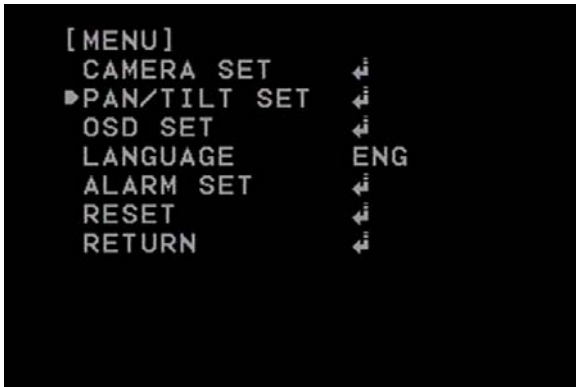 [MENU]
CAMERA SET ↲
PAN/TILT SET ↲
OSD SET ↲
LANGUAGE ENG
ALARM SET ↲
RESET ↲
RETURN ↲